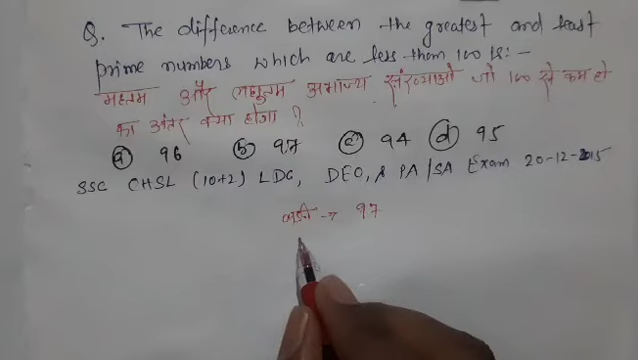 Q. The difference between the greatest and least
prime numbers which are less them 100 is:-
महत्तम और लघुत्तम अभाज्य संख्याओ जो 100 से कम हो
का अंतर क्या होगा ?
(a) 96 (b) 97 (c) 94 (d) 95
SSC CHSL (10+2) LDC, DEO, & PA/SA Exam 20-12-2015
→ 97